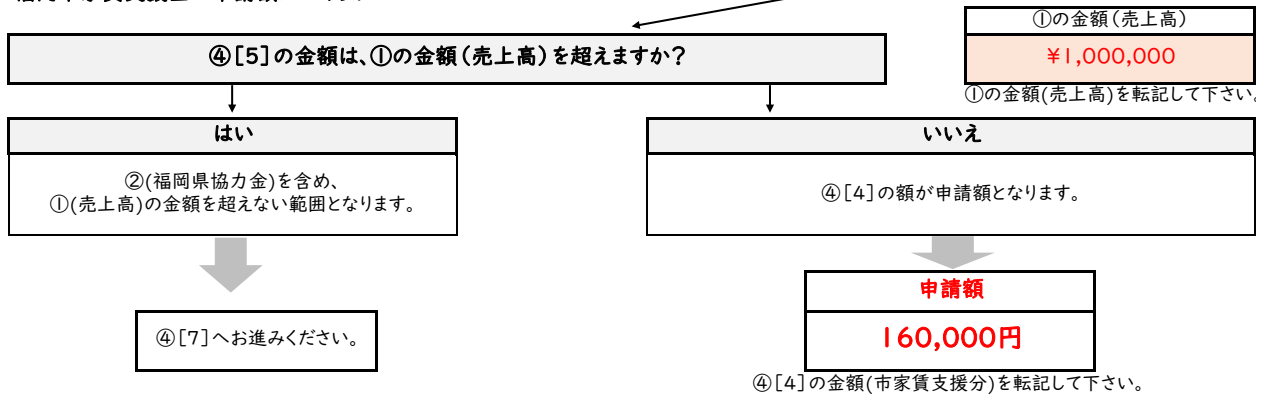 ①の金額(売上高)
④[5]の金額は、①の金額(売上高)を超えますか?
¥1,000,000
①の金額(売上高)を転記して下さい。
はい
いいえ
②(福岡県協力金)を含め、
①(売上高)の金額を超えない範囲となります。
④[4]の額が申請額となります。
申請額
④[7]へお進みください。
160,000円
④[4]の金額(市家賃支援分)を転記して下さい。